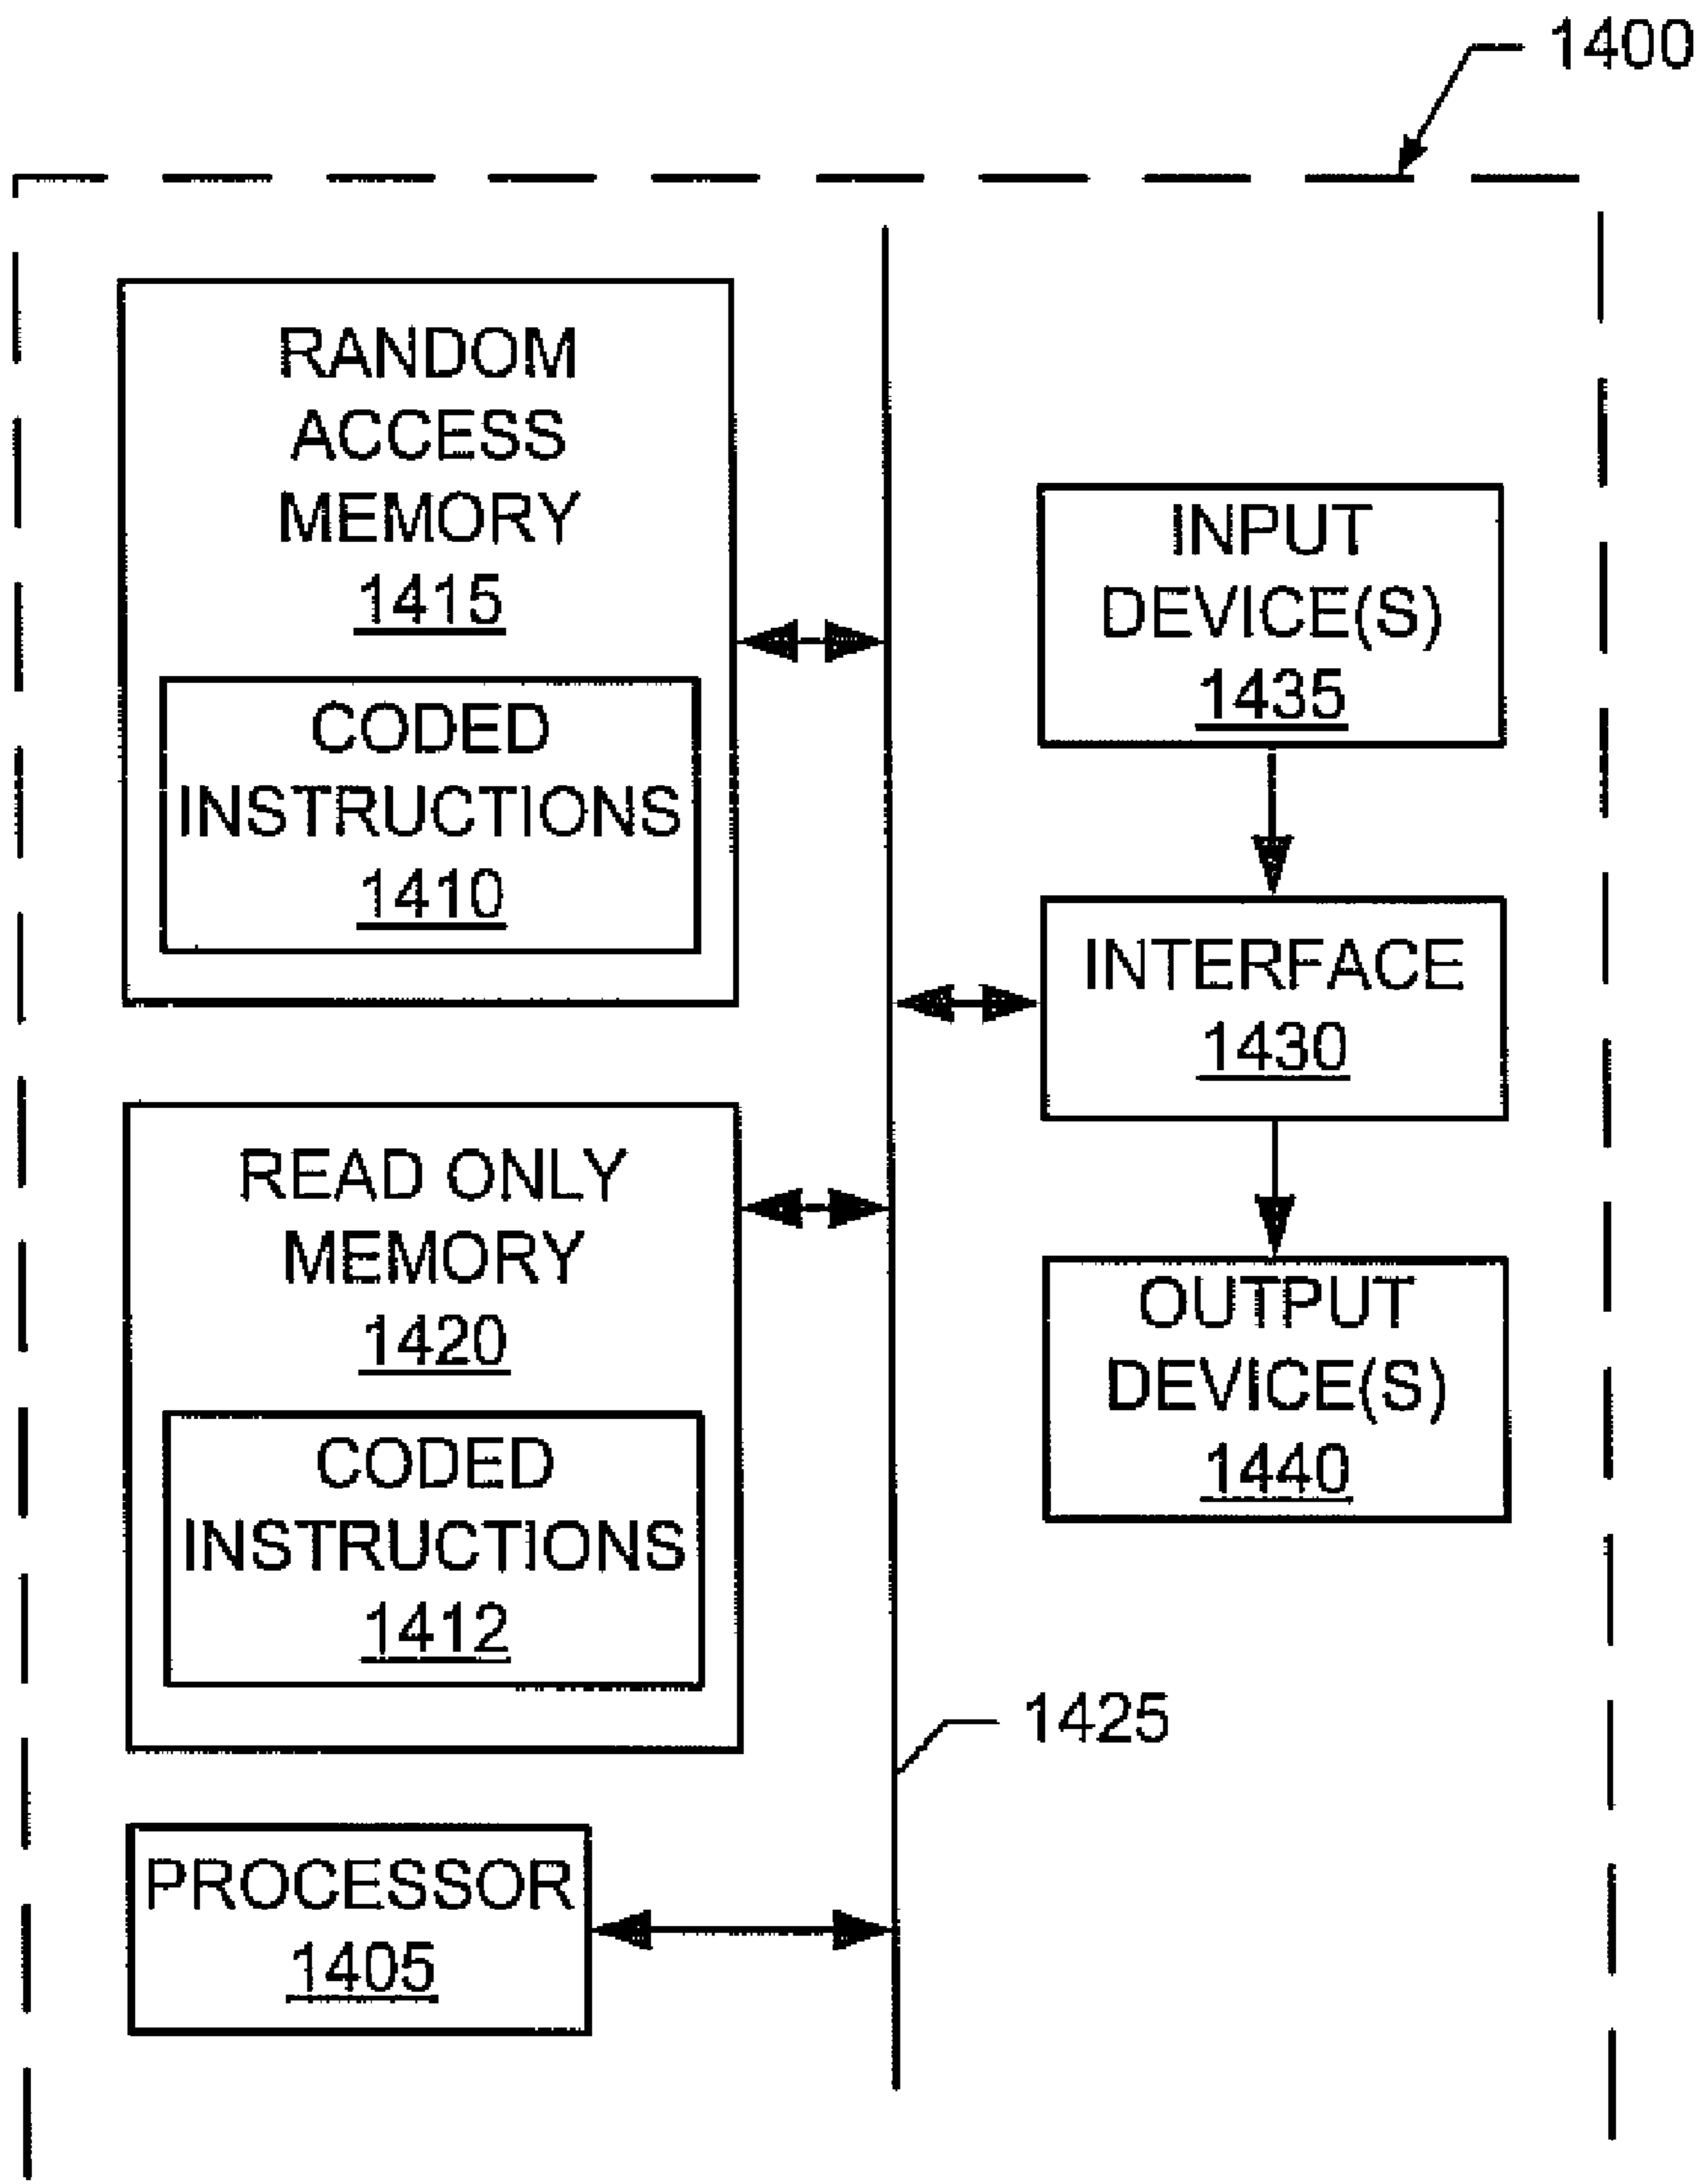 1400
RANDOM
ACCESS
MEMORY
1415
CODED
INSTRUCTIONS
1410
INPUT
DEVICE(S)
1435
INTERFACE
1430
READ ONLY
MEMORY
1420
CODED
INSTRUCTIONS
1412
OUTPUT
DEVICE(S)
1440
1425
PROCESSOR
1405